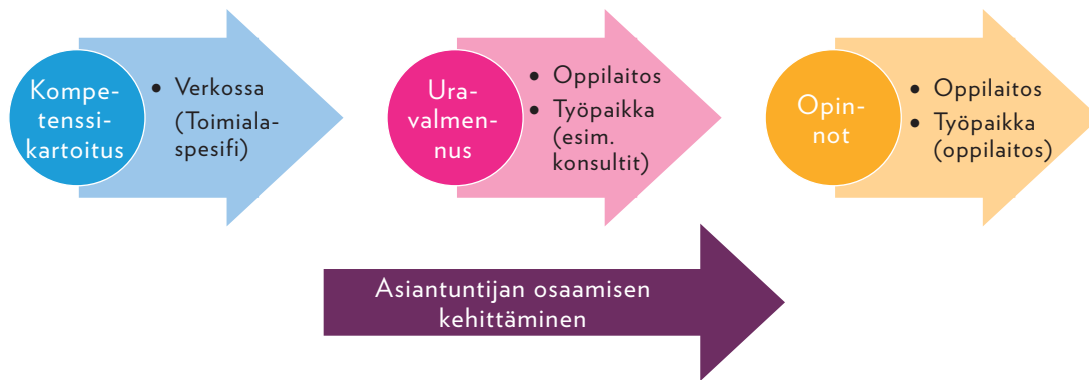 Kompe-
tenssi-
kartoitus
• Verkossa
(Toimiala-
spesifi)
Ura-
valmen-
nus
• Oppilaitos
• Työpaikka
(esim.
konsultit)
Opin-
not
• Oppilaitos
• Työpaikka
(oppilaitos)
Asiantuntijan osaamisen
kehittäminen